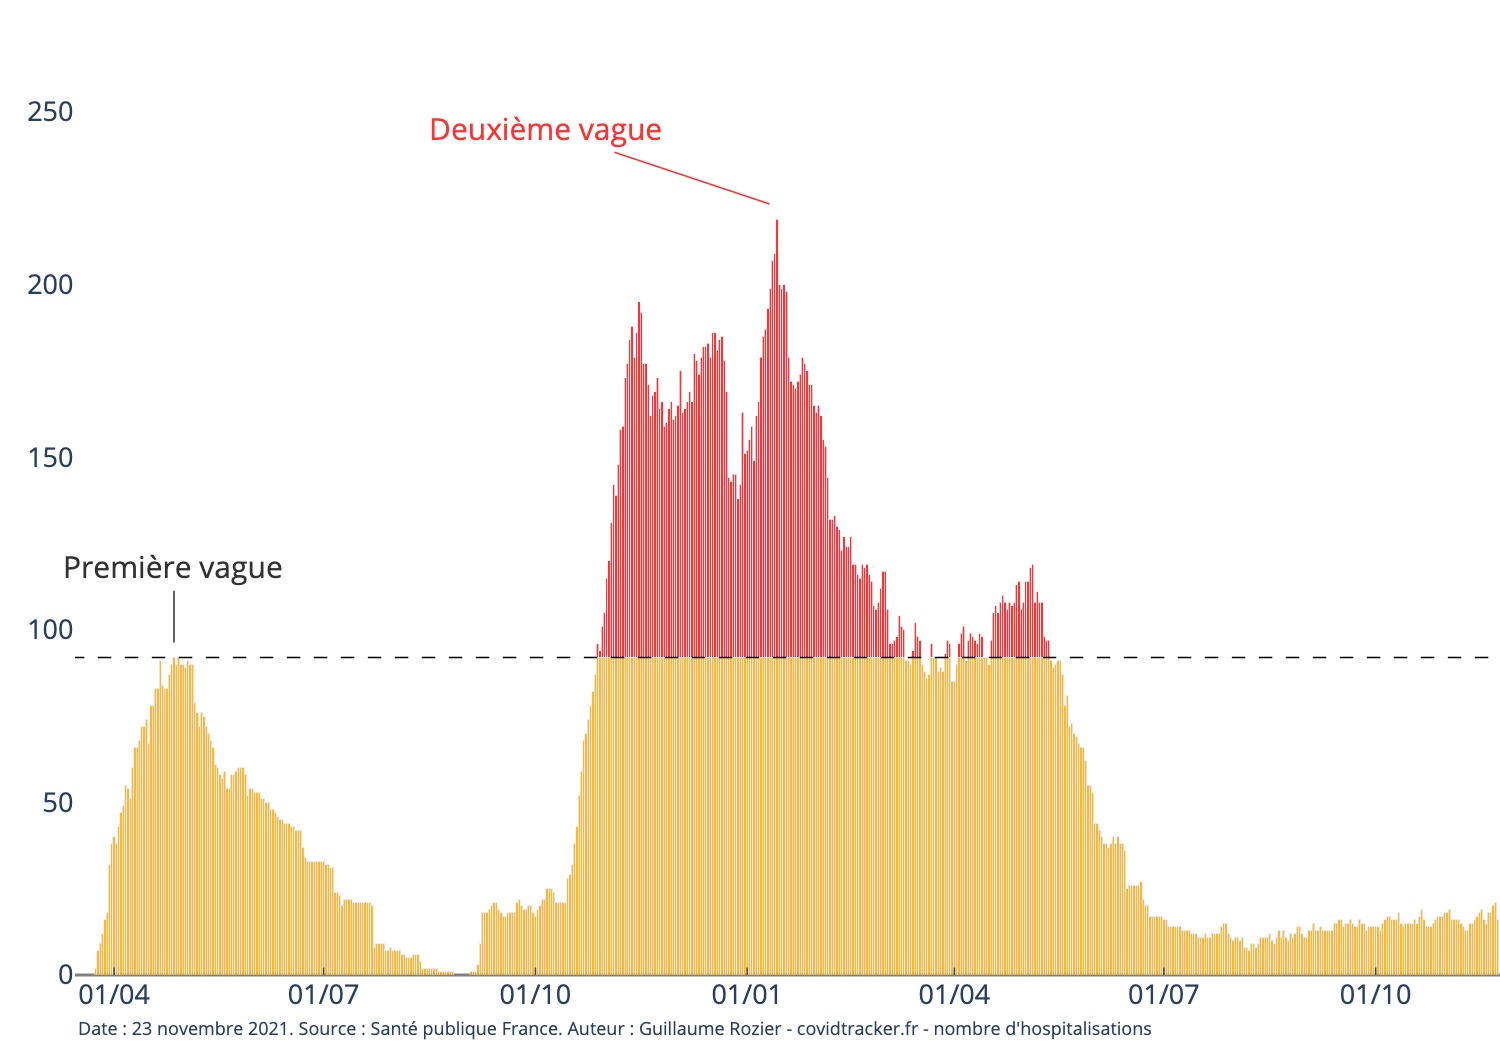 250
Deuxième vague
200
150
Première vague
100
50
0
01/04 01/07 01/10 01/01 01/04 01/07 01/10
Date : 23 novembre 2021. Source : Santé publique France. Auteur : Guillaume Rozier - covidtracker.fr - nombre d'hospitalisations